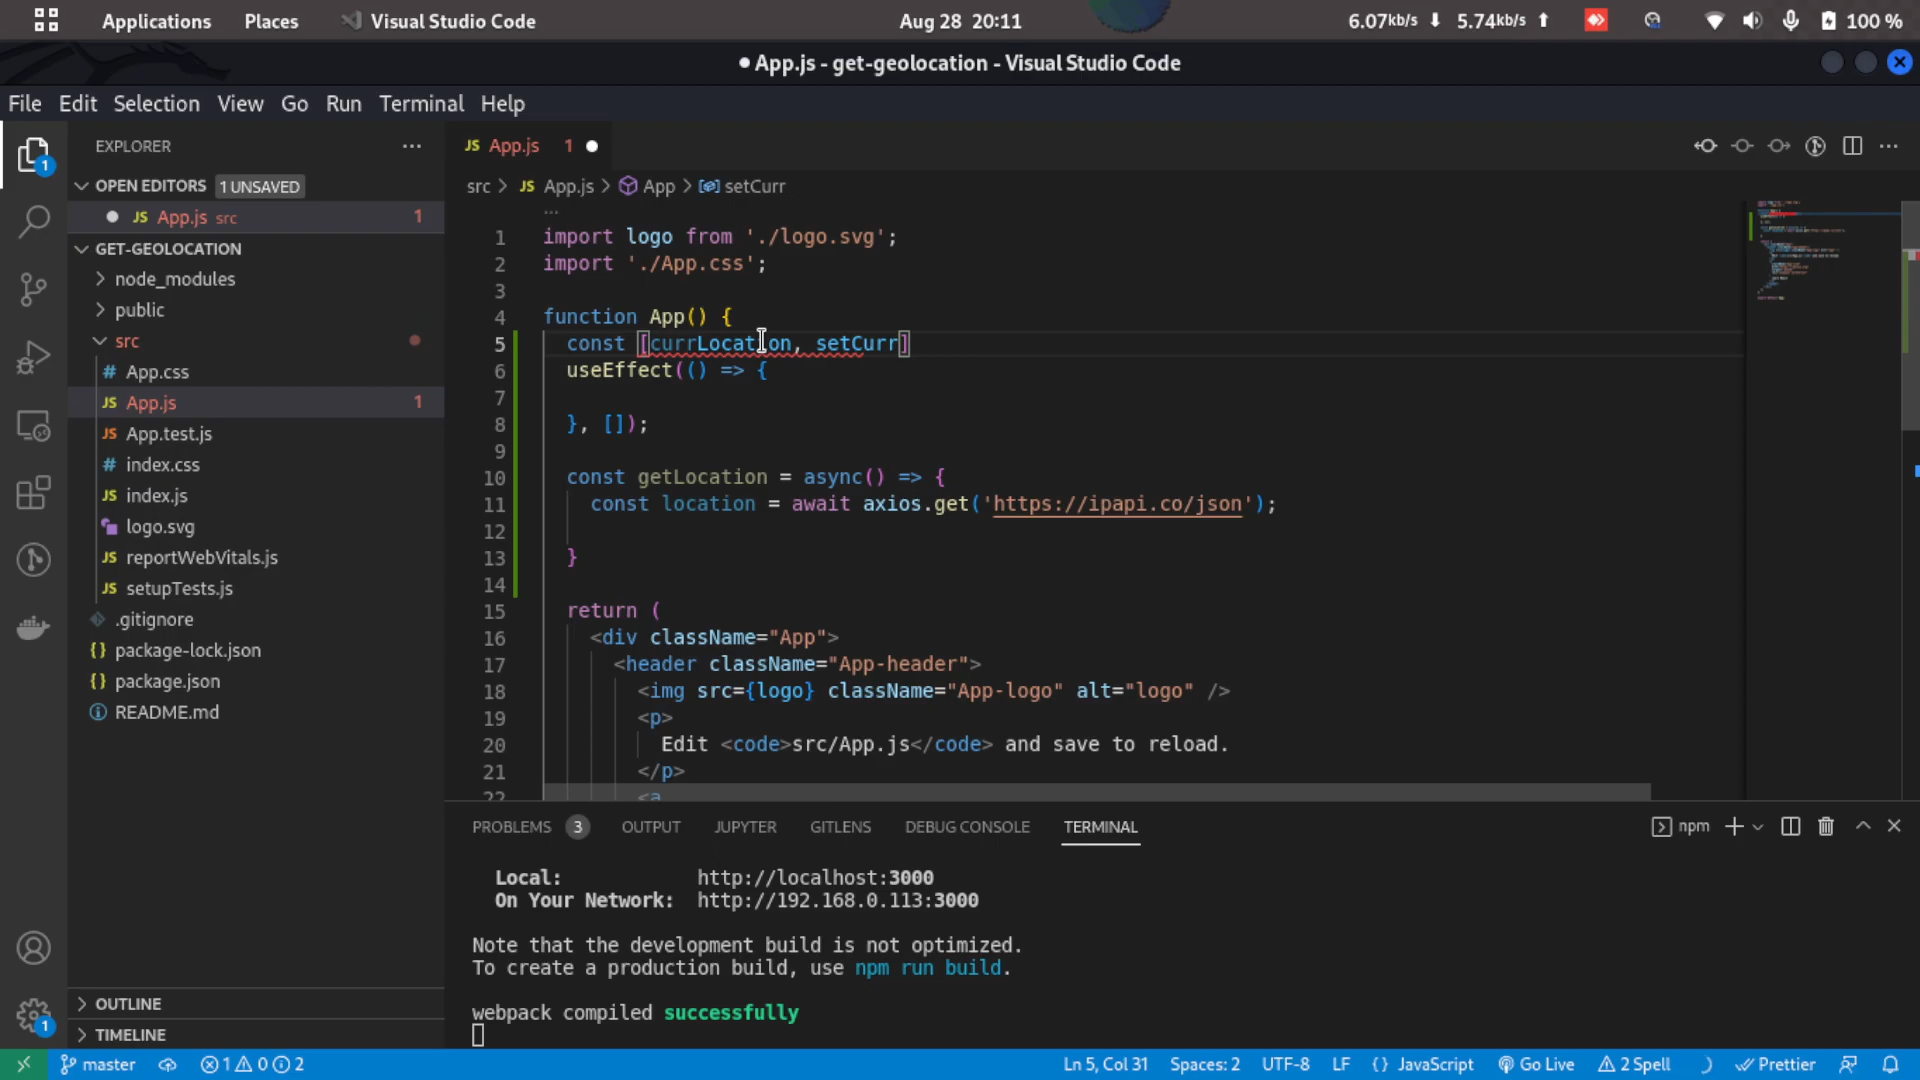 Applications Places Visual Studio Code Aug 28 20:11 6.07kb/s 5.74kb/s 100 %
App.js - get-geolocation - Visual Studio Code
File Edit Selection View Go Run Terminal Help
EXPLORER
OPEN EDITORS 1 UNSAVED
JS App.js src 1
GET-GEOLOCATION
node_modules
public
src
# App.css
JS App.js 1
JS App.test.js
# index.css
JS index.js
logo.svg
JS reportWebVitals.js
JS setupTests.js
.gitignore
{} package-lock.json
{} package.json
README.md
OUTLINE
TIMELINE
1
1
JS App.js 1
src > JS App.js > App > setCurr
...
1 import logo from './logo.svg';
2 import './App.css';
3
4 function App() {
5 const [currLocation, setCurr]
6 useEffect(() => {
7
8 }, []);
9
10 const getLocation = async() => {
11 const location = await axios.get('https://ipapi.co/json');
12
13 }
14
15 return (
16 <div className="App">
17 <header className="App-header">
18 <img src={logo} className="App-logo" alt="logo" />
19 <p>
20 Edit <code>src/App.js</code> and save to reload.
21 </p>
22 <a
PROBLEMS 3 OUTPUT JUPYTER GITLENS DEBUG CONSOLE TERMINAL npm
Local: http://localhost:3000
On Your Network: http://192.168.0.113:3000
Note that the development build is not optimized.
To create a production build, use npm run build.
webpack compiled successfully
master 1 0 2 Ln 5, Col 31 Spaces: 2 UTF-8 LF {} JavaScript Go Live 2 Spell Prettier